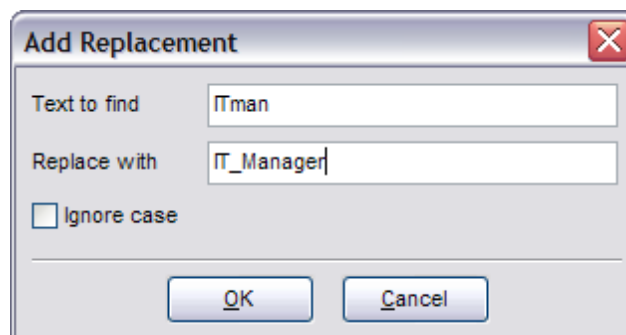 Add Replacement
Text to find ITman
Replace with IT_Manager
Ignore case
OK Cancel